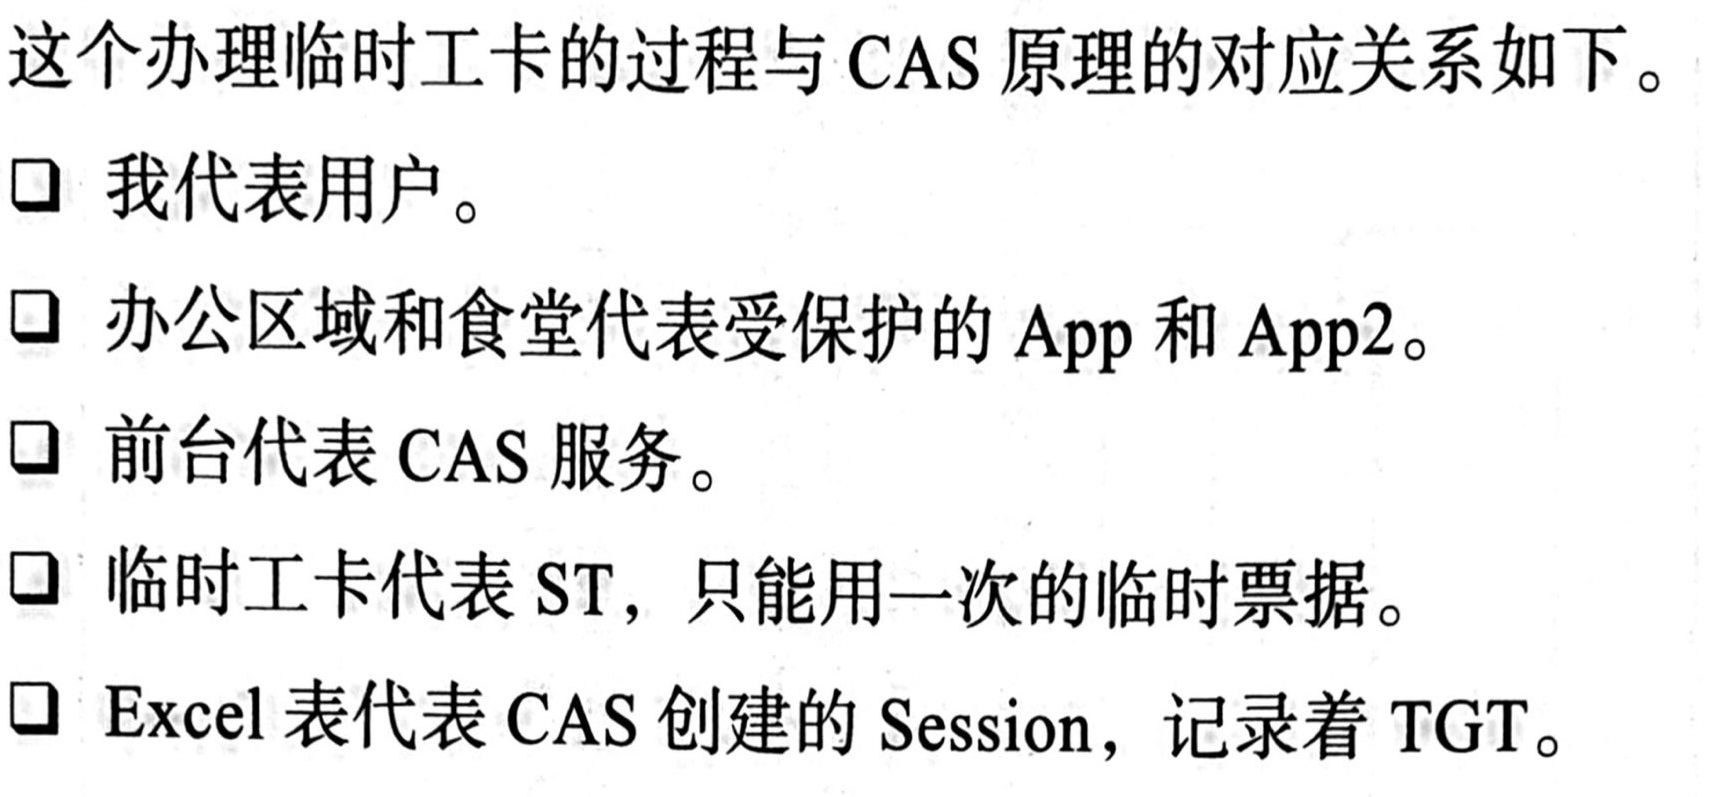 这个办理临时工卡的过程与 CAS 原理的对应关系如下。
❏ 我代表用户。
❏ 办公区域和食堂代表受保护的 App 和 App2。
❏ 前台代表 CAS 服务。
❏ 临时工卡代表 ST，只能用一次的临时票据。
❏ Excel 表代表 CAS 创建的 Session，记录着 TGT。